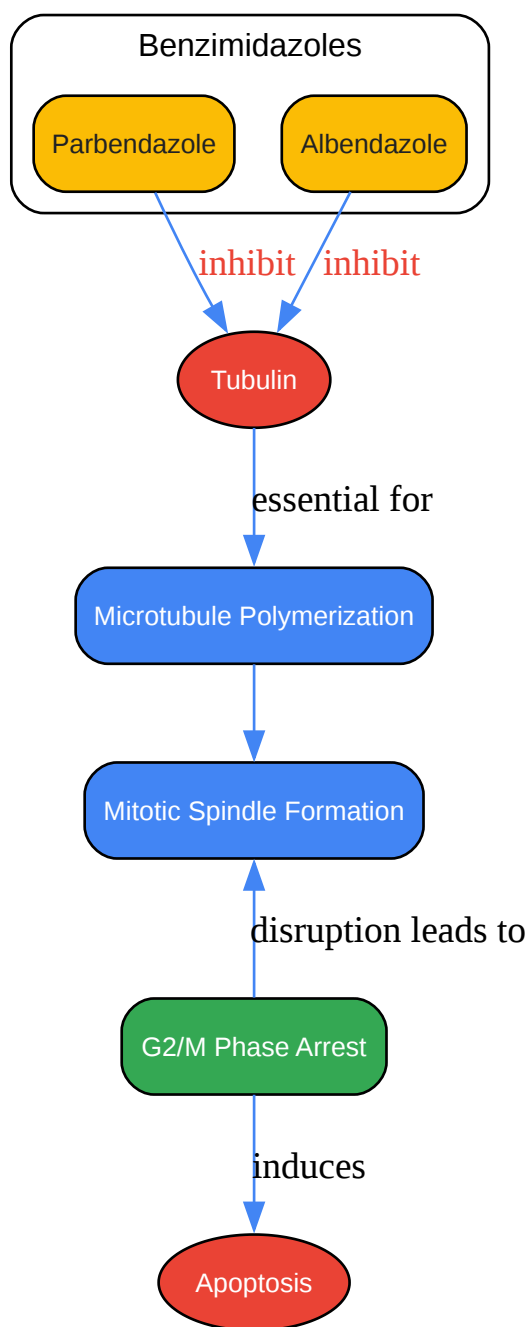 Benzimidazoles
Parbendazole
Albendazole
inhibit
inhibit
Tubulin
essential for
Microtubule Polymerization
Mitotic Spindle Formation
disruption leads to
G2/M Phase Arrest
induces
Apoptosis